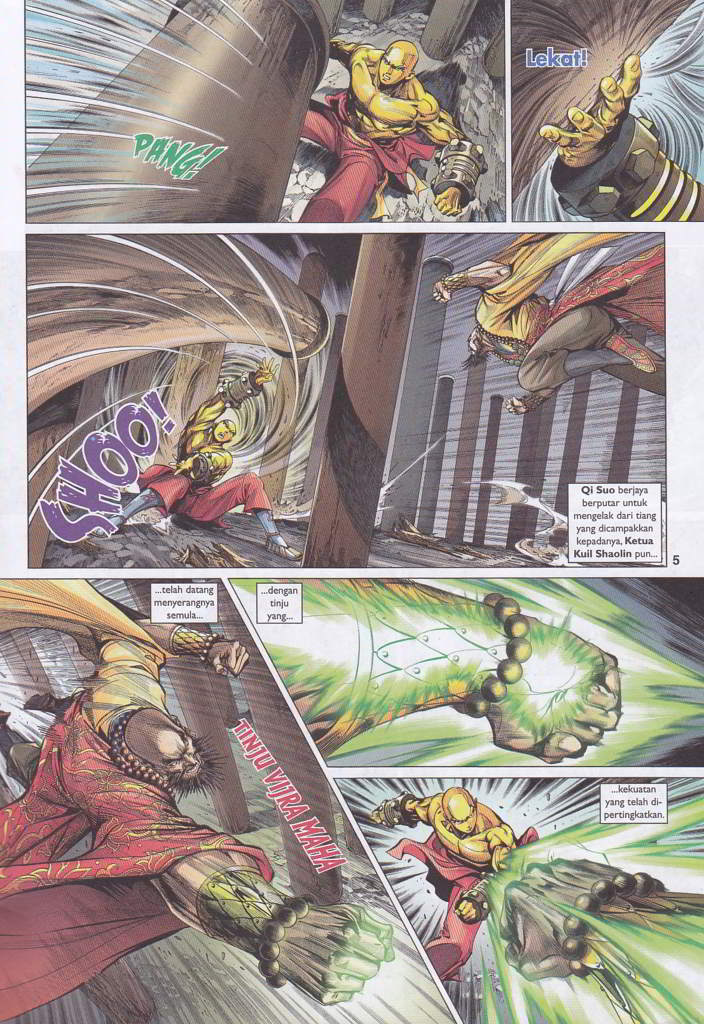 PANG!
Lekat!
SHOO!
Qi Suo berjaya
berputar untuk
mengelak dari tiang
yang dicampakkan
kepadanya, Ketua
Kuil Shaolin pun...
5
...telah datang
menyerangnya
semula...
...dengan
tinju
yang...
TINJU VIJRA MAHA
...kekuatan
yang telah di-
pertingkatkan.